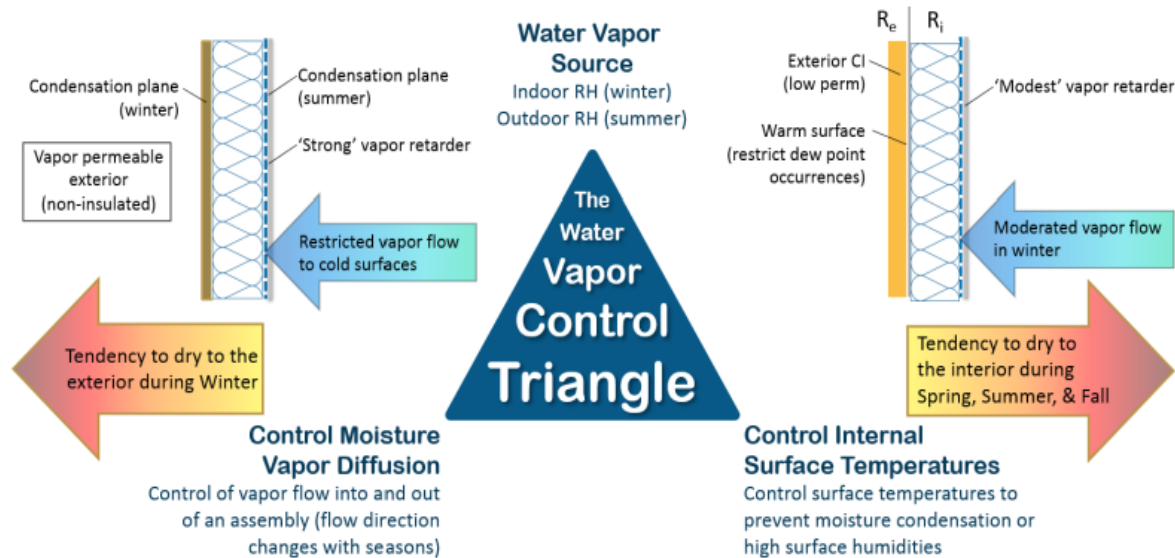 Water Vapor
Source
Indoor RH (winter)
Outdoor RH (summer)
Condensation plane
(winter)
Condensation plane
(summer)
'Strong' vapor retarder
Vapor permeable
exterior
(non-insulated)
Restricted vapor flow
to cold surfaces
Tendency to dry to the
exterior during Winter
The
Water
Vapor
Control
Triangle
Re
Ri
Exterior CI
(low perm)
Warm surface
(restrict dew point
occurrences)
'Modest' vapor retarder
Moderated vapor flow
in winter
Tendency to dry to
the interior during
Spring, Summer, & Fall
Control Moisture
Vapor Diffusion
Control of vapor flow into and out
of an assembly (flow direction
changes with seasons)
Control Internal
Surface Temperatures
Control surface temperatures to
prevent moisture condensation or
high surface humidities